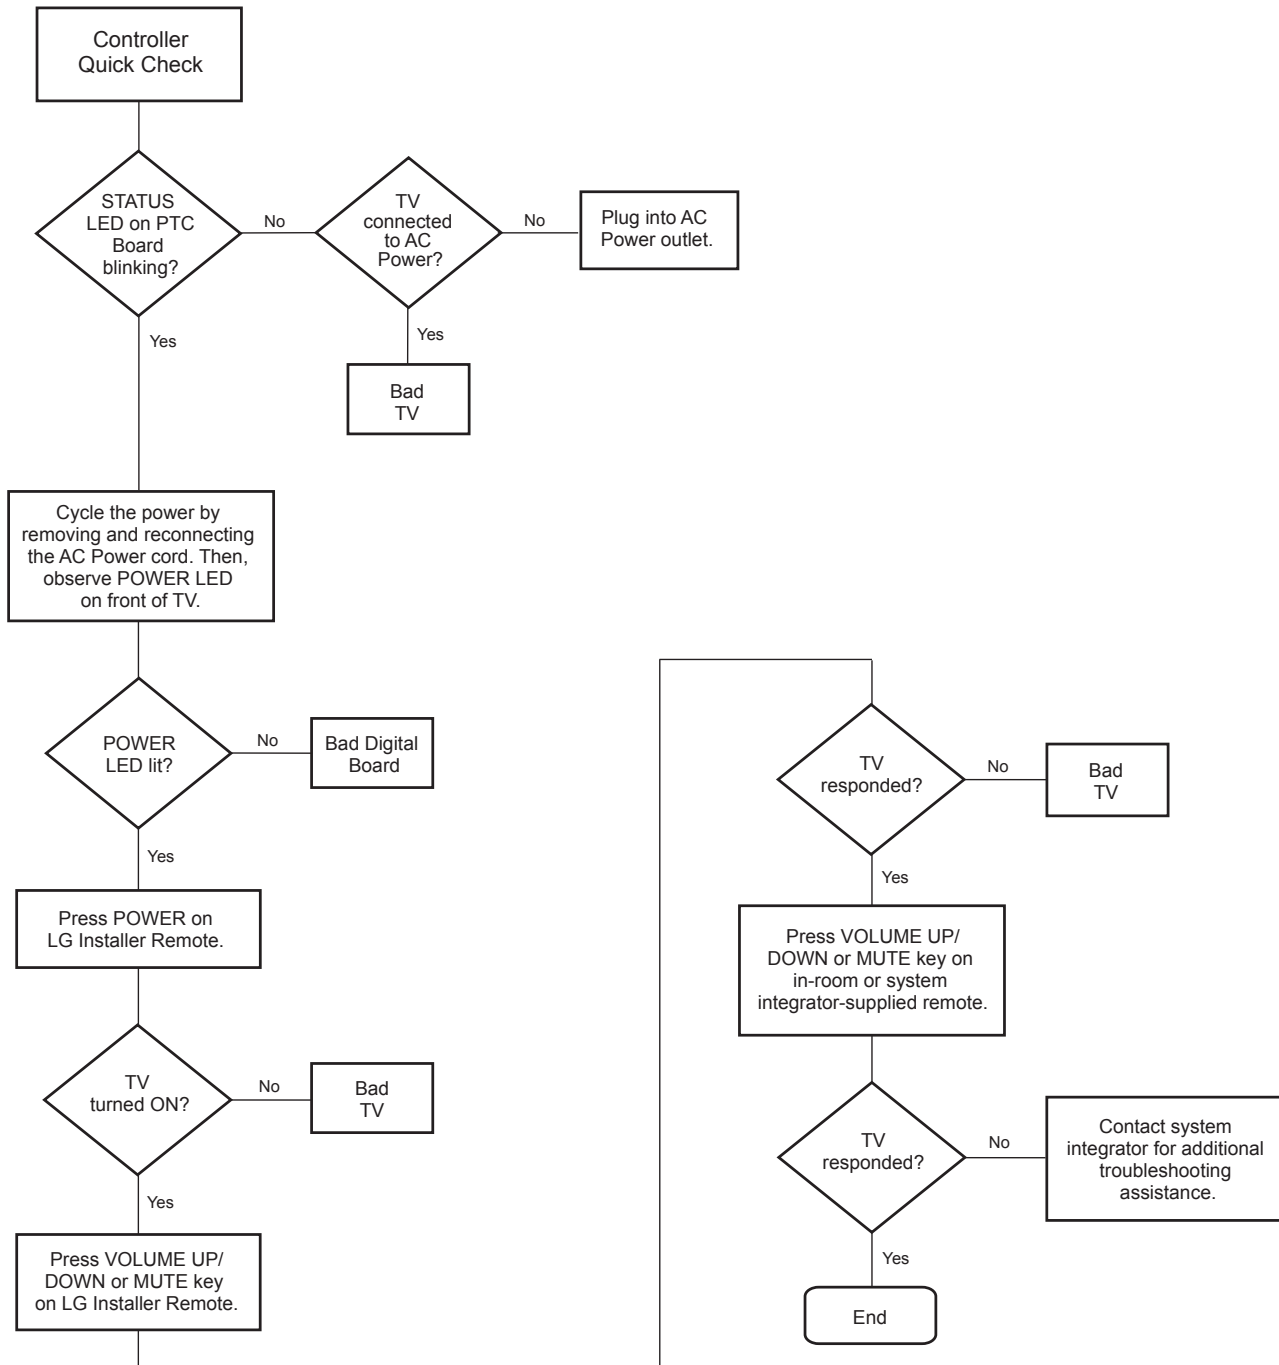 Controller
Quick Check
STATUS
LED on PTC
Board
blinking?
No
TV
connected
to AC
Power?
No
Plug into AC
Power outlet.
Yes
Yes
Bad
TV
Cycle the power by
removing and reconnecting
the AC Power cord. Then,
observe POWER LED
on front of TV.
POWER
LED lit?
No
Bad Digital
Board
Yes
Press POWER on
LG Installer Remote.
TV
turned ON?
No
Bad
TV
Yes
Press VOLUME UP/
DOWN or MUTE key
on LG Installer Remote.
TV
responded?
No
Bad
TV
Yes
Press VOLUME UP/
DOWN or MUTE key on
in-room or system
integrator-supplied remote.
TV
responded?
No
Contact system
integrator for additional
troubleshooting
assistance.
Yes
End